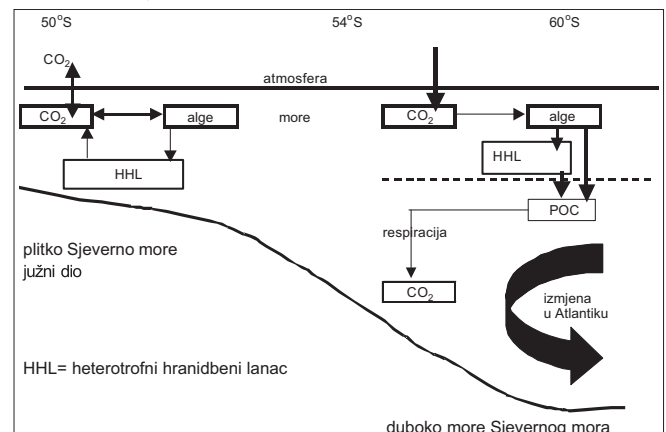 50°S 54°S 60°S
CO₂
atmosfera
CO₂ alge more CO₂ alge
HHL
HHL
POC
respiracija
plitko Sjeverno more
južni dio
CO₂
izmjena
u Atlantiku
HHL= heterotrofni hranidbeni lanac
duboko more Sjevernog mora